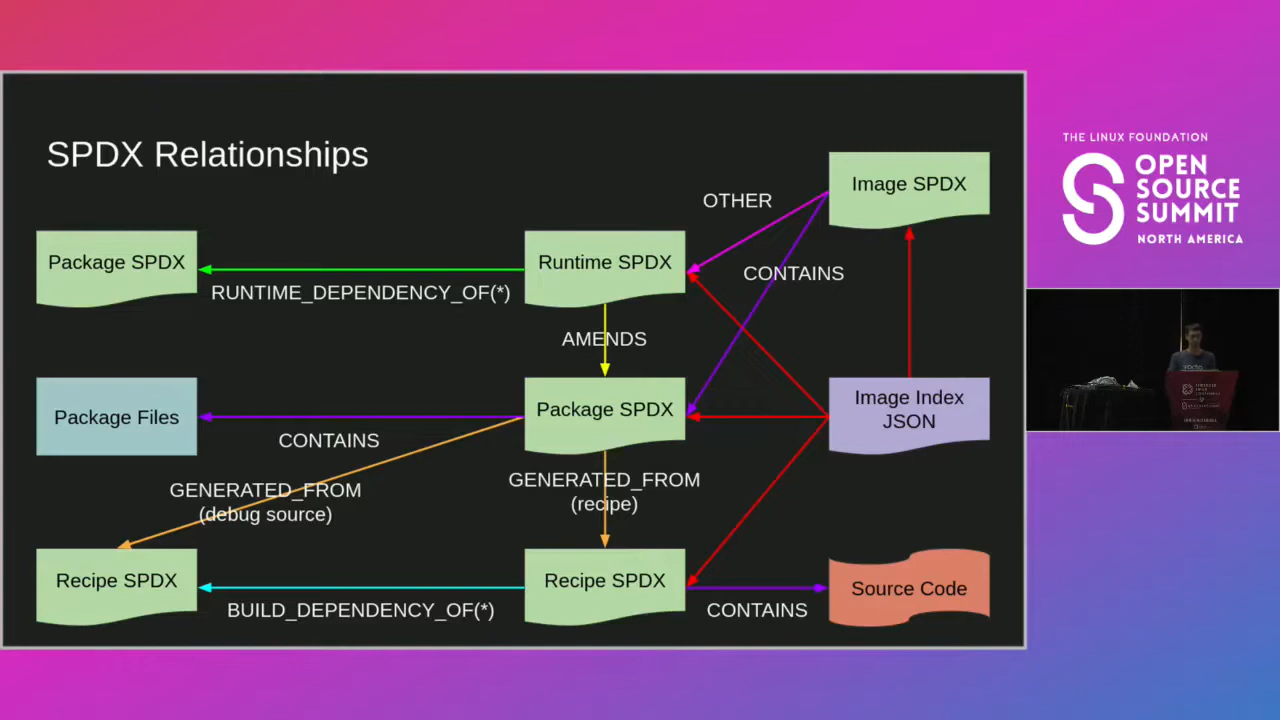 SPDX Relationships
Image SPDX
OTHER
Package SPDX
Runtime SPDX
CONTAINS
RUNTIME_DEPENDENCY_OF(*)
AMENDS
Package Files
Package SPDX
Image Index
JSON
CONTAINS
GENERATED_FROM
(debug source)
GENERATED_FROM
(recipe)
Recipe SPDX
Recipe SPDX
Source Code
BUILD_DEPENDENCY_OF(*)
CONTAINS
THE LINUX FOUNDATION
OPEN
SOURCE
SUMMIT
NORTH AMERICA